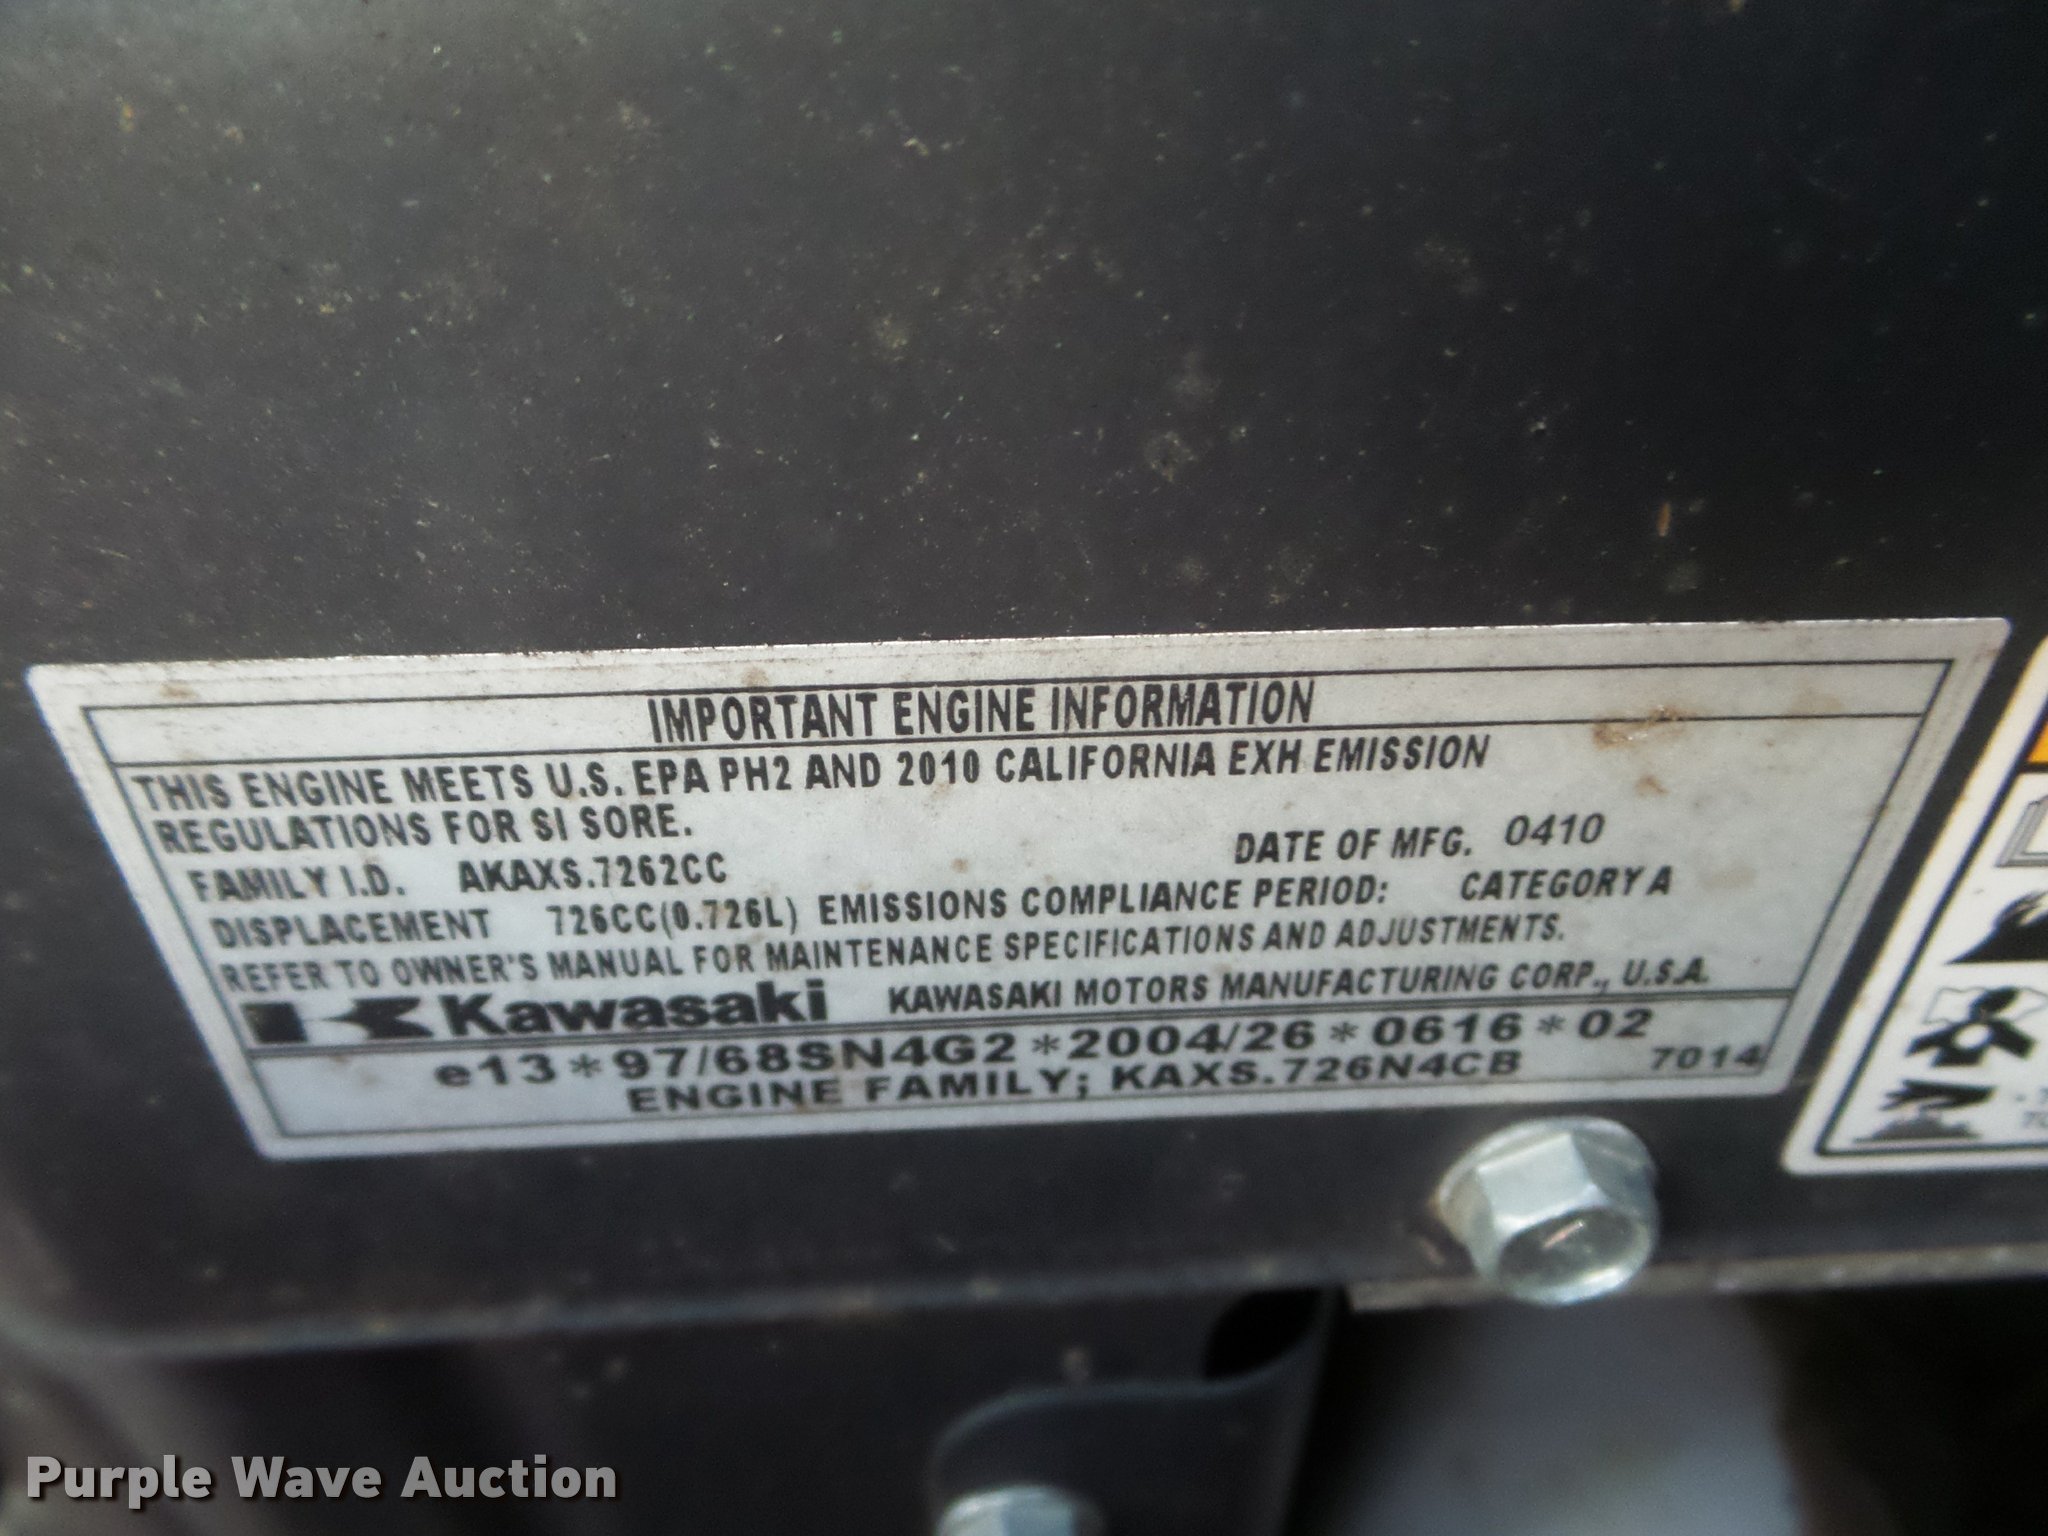 IMPORTANT ENGINE INFORMATION
THIS ENGINE MEETS U.S. EPA PH2 AND 2010 CALIFORNIA EXH EMISSION
REGULATIONS FOR SI SORE.
FAMILY I.D. AKAXS.7262CC DATE OF MFG. 0410
DISPLACEMENT 726CC(0.726L) EMISSIONS COMPLIANCE PERIOD: CATEGORY A
REFER TO OWNER'S MANUAL FOR MAINTENANCE SPECIFICATIONS AND ADJUSTMENTS.
Kawasaki KAWASAKI MOTORS MANUFACTURING CORP., U.S.A.
e13*97/68SN4G2*2004/26*0616*02
ENGINE FAMILY; KAXS.726N4CB 7014
Purple Wave Auction